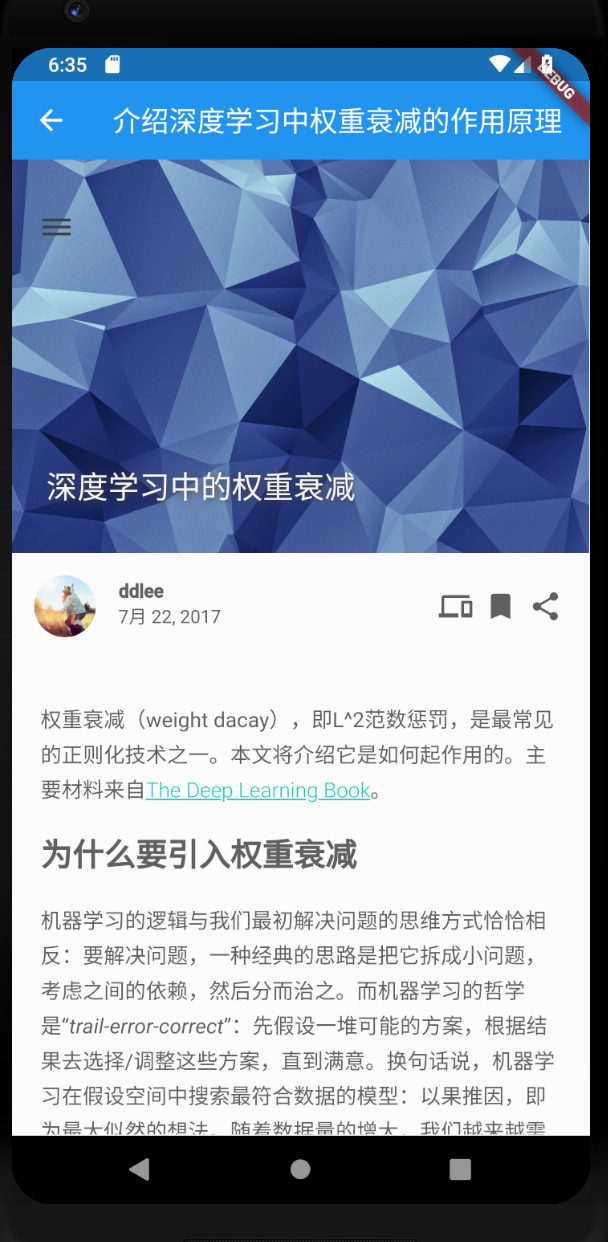 6:35
DEBUG
介绍深度学习中权重衰减的作用原理
深度学习中的权重衰减
ddlee
7月 22, 2017
权重衰减（weight dacay），即L^2范数惩罚，是最常见
的正则化技术之一。本文将介绍它是如何起作用的。主
要材料来自The Deep Learning Book。
为什么要引入权重衰减
机器学习的逻辑与我们最初解决问题的思维方式恰恰相
反：要解决问题，一种经典的思路是把它拆成小问题，
考虑之间的依赖，然后分而治之。而机器学习的哲学
是“trail-error-correct”：先假设一堆可能的方案，根据结
果去选择/调整这些方案，直到满意。换句话说，机器学
习在假设空间中搜索最符合数据的模型：以果推因，即
为最大似然的想法。随着数据量的增大，我们越来越需